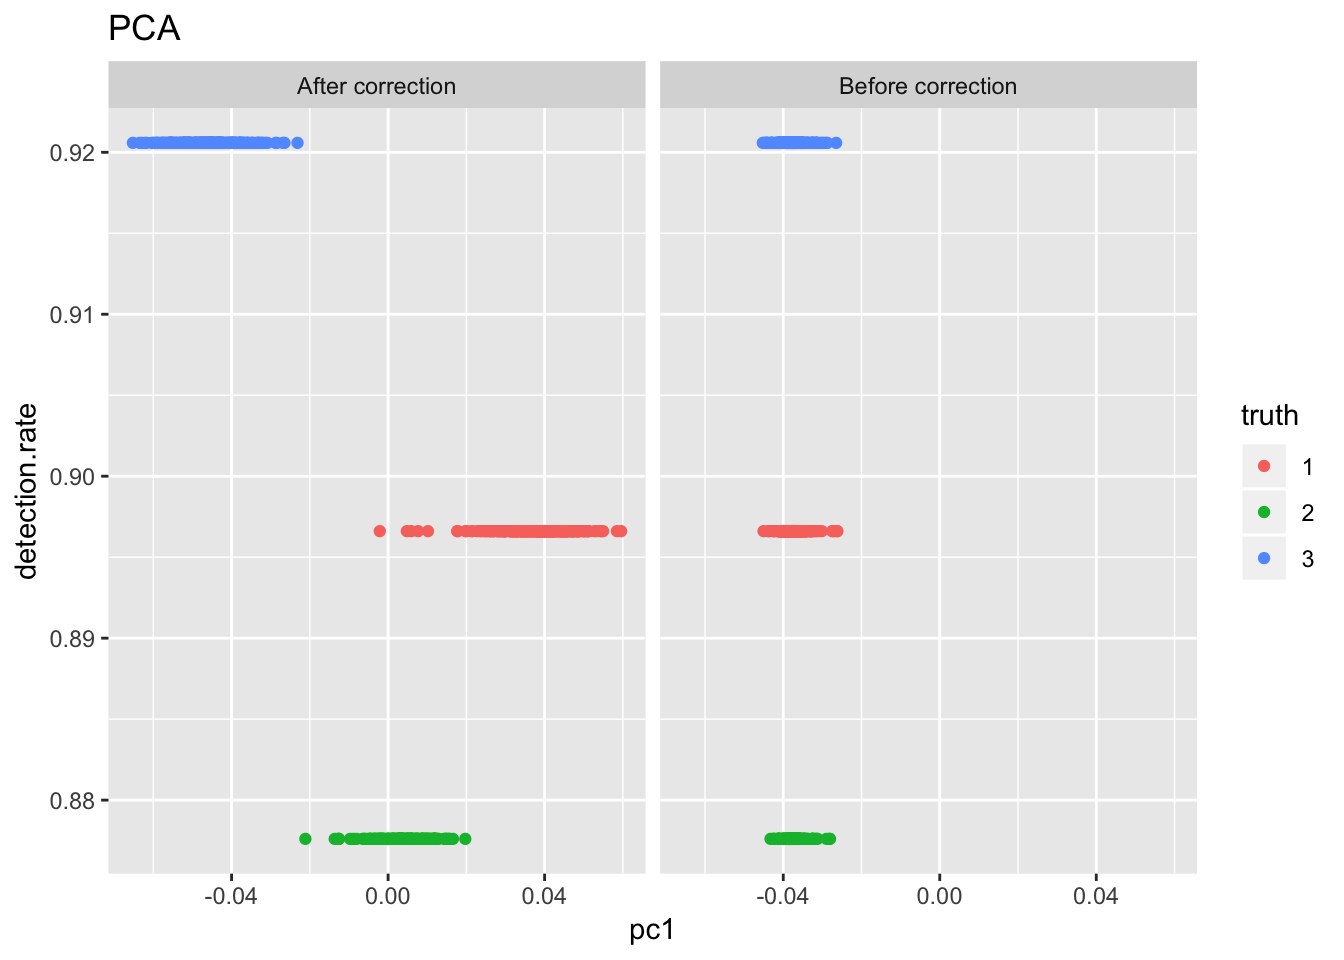 PCA
After correction
Before correction
0.92
0.91
0.90
0.89
0.88
detection.rate
-0.04
0.00
0.04
-0.04
0.00
0.04
pc1
truth
1
2
3